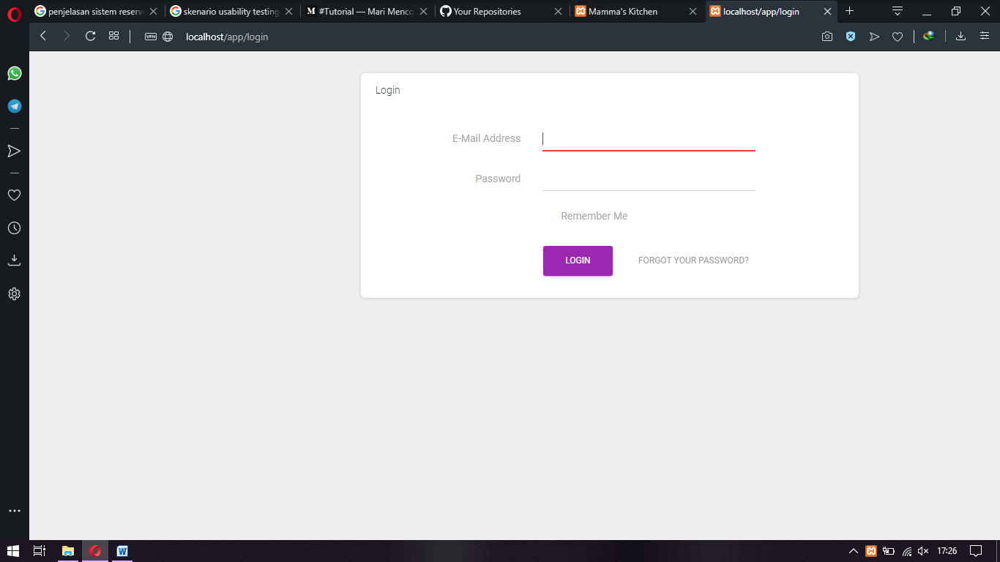 penjelasan sistem reserv
skenario usability testing
#Tutorial — Mari Menco
Your Repositories
Mamma's Kitchen
localhost/app/login
VPN
localhost/app/login
Login
E-Mail Address
Password
Remember Me
LOGIN
FORGOT YOUR PASSWORD?
17:26